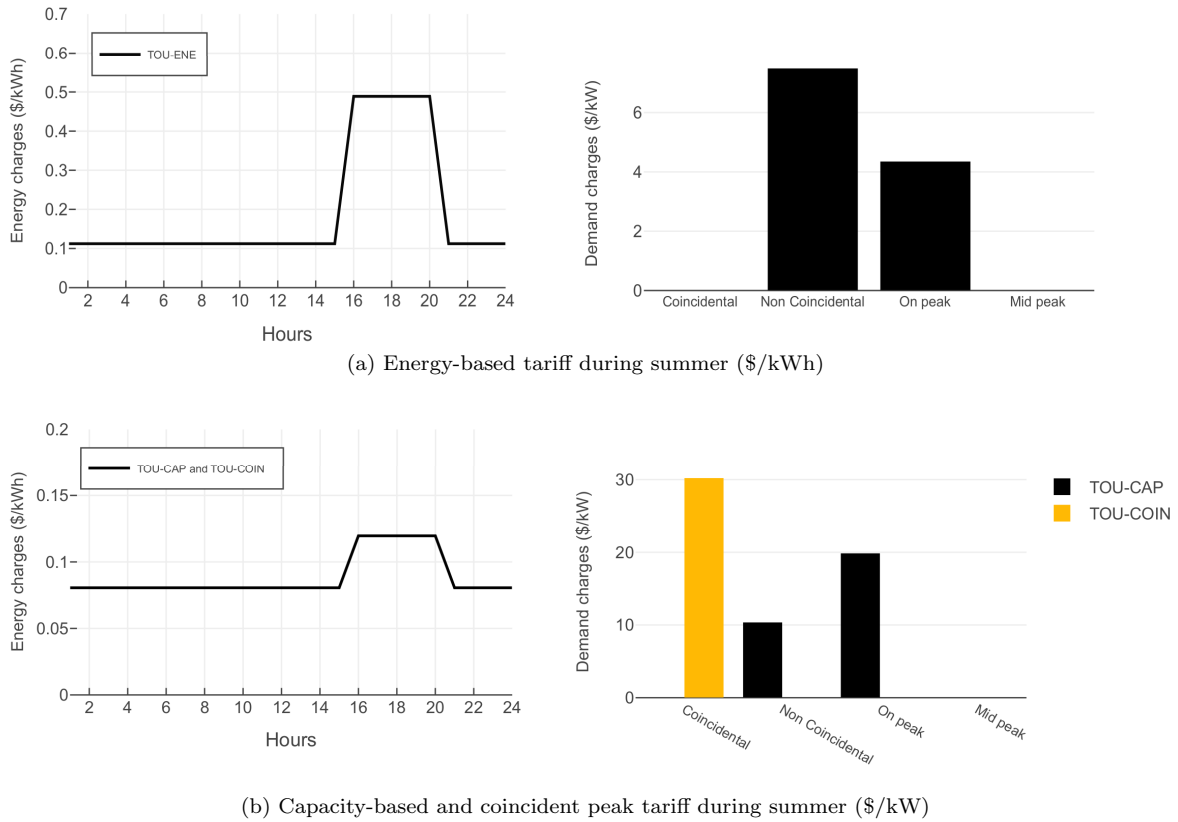 0.7
0.6
0.5
0.4
0.3
0.2
0.1
0
Energy charges ($/kWh)
TOU-ENE
2 4 6 8 10 12 14 16 18 20 22 24
Hours
6
4
2
0
Demand charges ($/kW)
Coincidental Non Coincidental On peak Mid peak
(a) Energy-based tariff during summer ($/kWh)
0.2
0.15
0.1
0.05
0
Energy charges ($/kWh)
TOU-CAP and TOU-COIN
2 4 6 8 10 12 14 16 18 20 22 24
Hours
30
20
10
0
Demand charges ($/kW)
Coincidental Non Coincidental On peak Mid peak
TOU-CAP
TOU-COIN
(b) Capacity-based and coincident peak tariff during summer ($/kW)